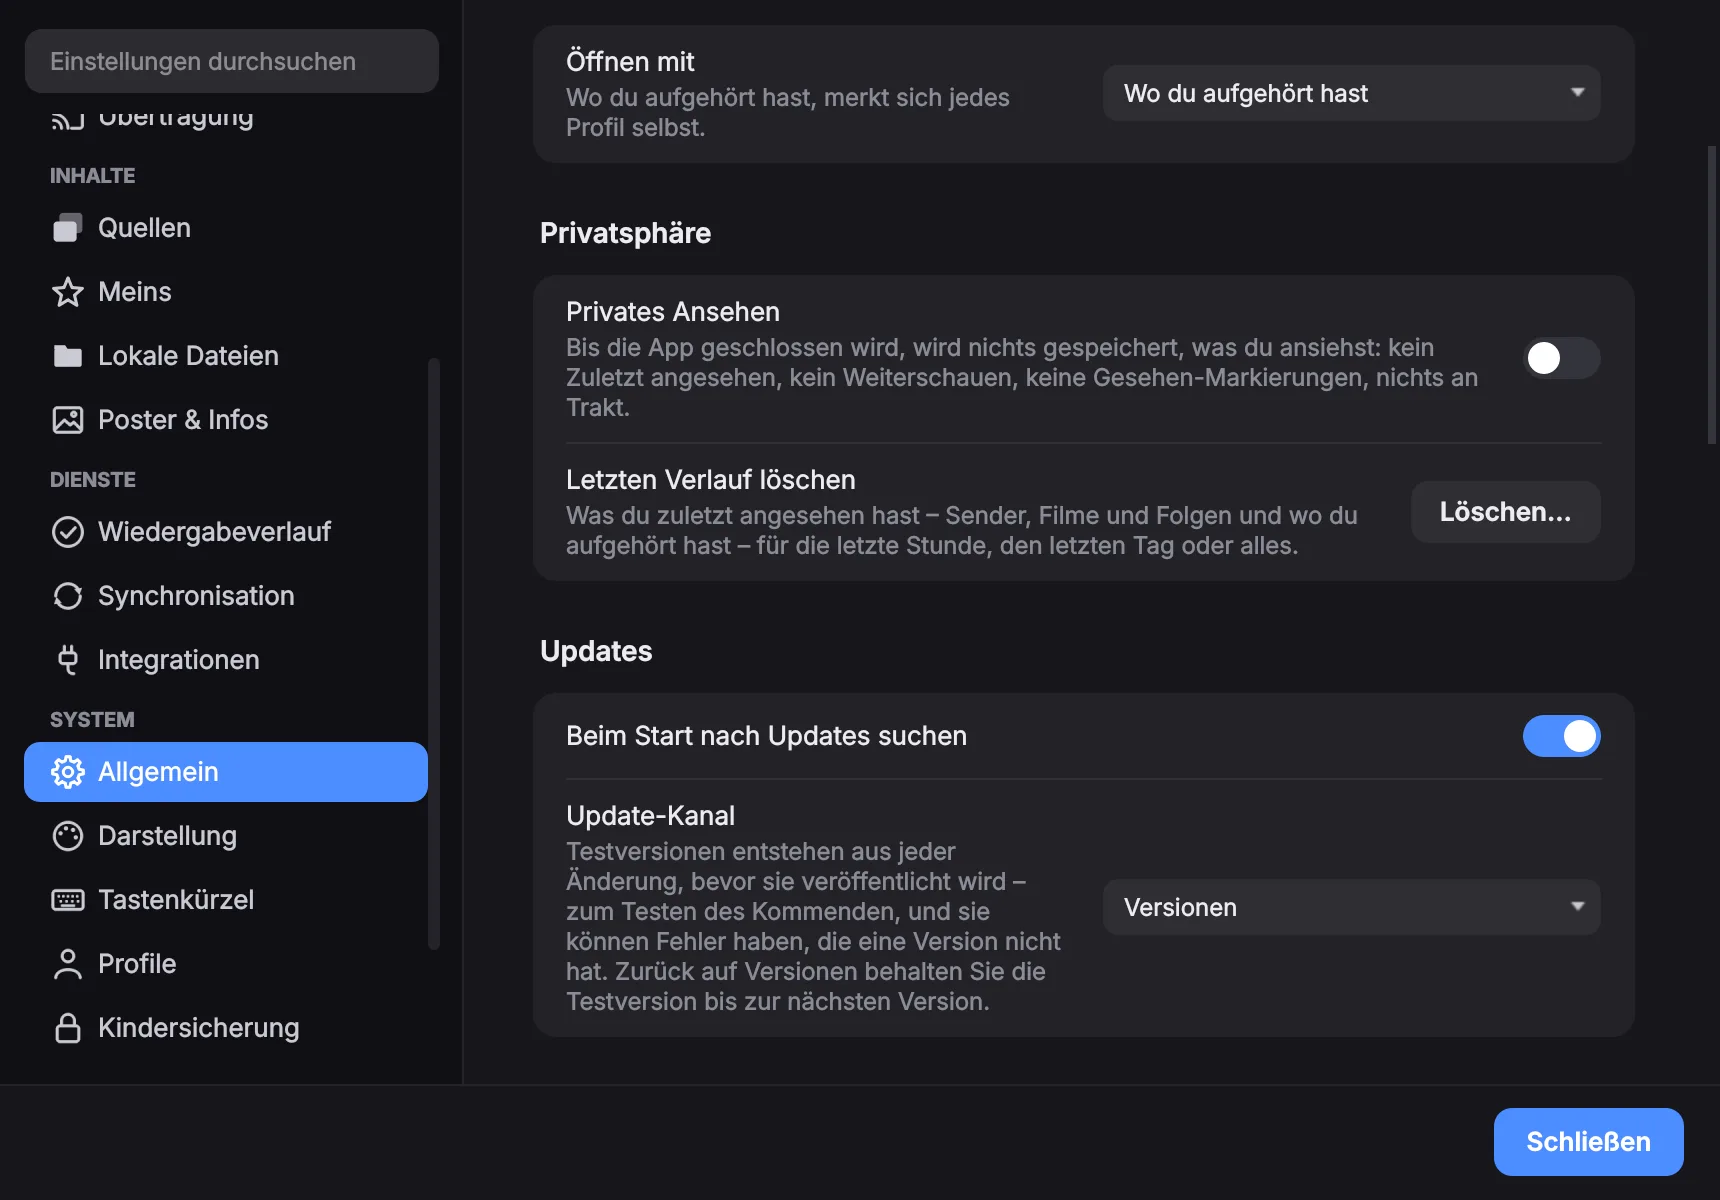 Einstellungen durchsuchen
Übertragung
INHALTE
Quellen
Meins
Lokale Dateien
Poster & Infos
DIENSTE
Wiedergabeverlauf
Synchronisation
Integrationen
SYSTEM
Allgemein
Darstellung
Tastenkürzel
Profile
Kindersicherung
Öffnen mit
Wo du aufgehört hast, merkt sich jedes
Profil selbst.
Wo du aufgehört hast
Privatsphäre
Privates Ansehen
Bis die App geschlossen wird, wird nichts gespeichert, was du ansiehst: kein
Zuletzt angesehen, kein Weiterschauen, keine Gesehen-Markierungen, nichts an
Trakt.
Letzten Verlauf löschen
Was du zuletzt angesehen hast – Sender, Filme und Folgen und wo du
aufgehört hast – für die letzte Stunde, den letzten Tag oder alles.
Löschen...
Updates
Beim Start nach Updates suchen
Update-Kanal
Testversionen entstehen aus jeder
Änderung, bevor sie veröffentlicht wird –
zum Testen des Kommenden, und sie
können Fehler haben, die eine Version nicht
hat. Zurück auf Versionen behalten Sie die
Testversion bis zur nächsten Version.
Versionen
Schließen